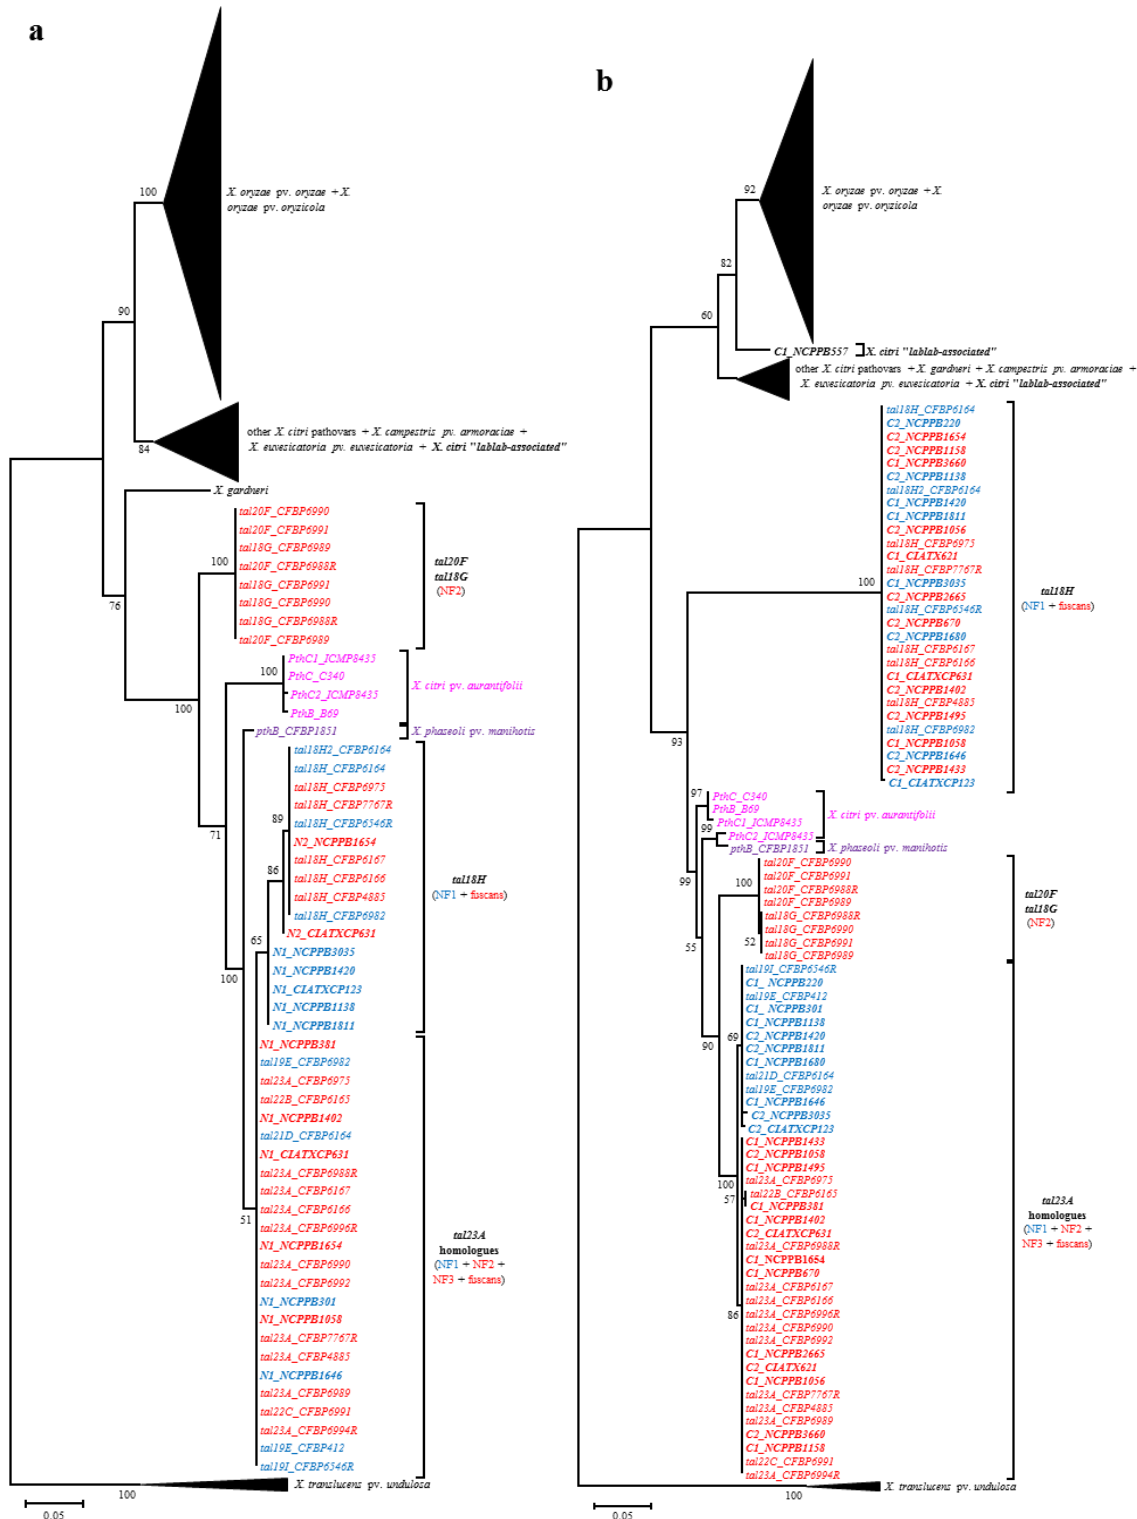 a
100
X. oryzae pv. oryzae + X.
oryzae pv. oryzicola
90
84
other X. citri pathovars + X. campestris pv. armoraciae +
X. euvesicatoria pv. euvesicatoria + X. citri "lablab-associated"
X. gardneri
76
100
tal20F_CFBP6990
tal20F_CFBP6991
tal18G_CFBP6989
tal20F_CFBP6988R
tal18G_CFBP6991
tal18G_CFBP6990
tal18G_CFBP6988R
tal20F_CFBP6989
tal20F
tal18G
(NF2)
100
100
PthC1_ICMP8435
PthC_C340
PthC2_ICMP8435
PthB_B69
X. citri pv. aurantifolii
pthB_CFBP1851
X. phaseoli pv. manihotis
71
100
89
86
65
51
tal18H2_CFBP6164
tal18H_CFBP6164
tal18H_CFBP6975
tal18H_CFBP7767R
tal18H_CFBP6546R
N2_NCPPB1654
tal18H_CFBP6167
tal18H_CFBP6166
tal18H_CFBP4885
tal18H_CFBP6982
N2_CIATXCP631
N1_NCPPB3035
N1_NCPPB1420
N1_CIATXCP123
N1_NCPPB1138
N1_NCPPB1811
tal18H
(NF1 + fuscans)
N1_NCPPB381
tal19E_CFBP6982
tal23A_CFBP6975
tal22B_CFBP6165
N1_NCPPB1402
tal21D_CFBP6164
N1_CIATXCP631
tal23A_CFBP6988R
tal23A_CFBP6167
tal23A_CFBP6166
tal23A_CFBP6996R
N1_NCPPB1654
tal23A_CFBP6990
tal23A_CFBP6992
N1_NCPPB301
N1_NCPPB1058
tal23A_CFBP7767R
tal23A_CFBP4885
N1_NCPPB1646
tal23A_CFBP6989
tal22C_CFBP6991
tal23A_CFBP6994R
tal19E_CFBP412
tal19I_CFBP6546R
tal23A
homologues
(NF1 + NF2 +
NF3 + fuscans)
100
X. translucens pv. undulosa
0.05
b
92
X. oryzae pv. oryzae + X.
oryzae pv. oryzicola
82
60
C1_NCPPB557
X. citri "lablab-associated"
other X. citri pathovars + X. gardneri + X. campestris pv. armoraciae +
X. euvesicatoria pv. euvesicatoria + X. citri "lablab-associated"
100
tal18H_CFBP6164
C2_NCPPB220
C2_NCPPB1654
C2_NCPPB1158
C1_NCPPB3660
C2_NCPPB1138
tal18H2_CFBP6164
C1_NCPPB1420
C1_NCPPB1811
C2_NCPPB1056
tal18H_CFBP6975
C1_CIATX621
tal18H_CFBP7767R
C1_NCPPB3035
C2_NCPPB2665
tal18H_CFBP6546R
C2_NCPPB670
C2_NCPPB1680
tal18H_CFBP6167
tal18H_CFBP6166
C1_CIATXCP631
C2_NCPPB1402
tal18H_CFBP4885
C2_NCPPB1495
tal18H_CFBP6982
C1_NCPPB1058
C2_NCPPB1646
C2_NCPPB1433
C1_CIATXCP123
tal18H
(NF1 + fuscans)
93
97
PthC_C340
PthB_B69
PthC1_ICMP8435
X. citri pv. aurantifolii
99
PthC2_ICMP8435
pthB_CFBP1851
X. phaseoli pv. manihotis
99
55
100
52
tal20F_CFBP6990
tal20F_CFBP6991
tal20F_CFBP6988R
tal20F_CFBP6989
tal18G_CFBP6988R
tal18G_CFBP6990
tal18G_CFBP6991
tal18G_CFBP6989
tal20F
tal18G
(NF2)
90
69
tal19I_CFBP6546R
C1_ NCPPB220
tal19E_CFBP412
C1_ NCPPB301
C1_NCPPB1138
C2_NCPPB1420
C2_NCPPB1811
C1_NCPPB1680
tal21D_CFBP6164
tal19E_CFBP6982
C1_NCPPB1646
C2_NCPPB3035
C2_CIATXCP123
100
57
86
C1_NCPPB1433
C2_NCPPB1058
C1_NCPPB1495
tal23A_CFBP6975
tal22B_CFBP6165
C1_NCPPB381
C1_NCPPB1402
C2_CIATXCP631
tal23A_CFBP6988R
C1_NCPPB1654
C1_NCPPB670
tal23A_CFBP6167
tal23A_CFBP6166
tal23A_CFBP6996R
tal23A_CFBP6990
tal23A_CFBP6992
C1_NCPPB2665
C2_CIATX621
C1_NCPPB1056
tal23A_CFBP7767R
tal23A_CFBP4885
tal23A_CFBP6989
C2_NCPPB3660
C1_NCPPB1158
tal22C_CFBP6991
tal23A_CFBP6994R
tal23A
homologues
(NF1 + NF2 +
NF3 + fuscans)
100
X. translucens pv. undulosa
0.05